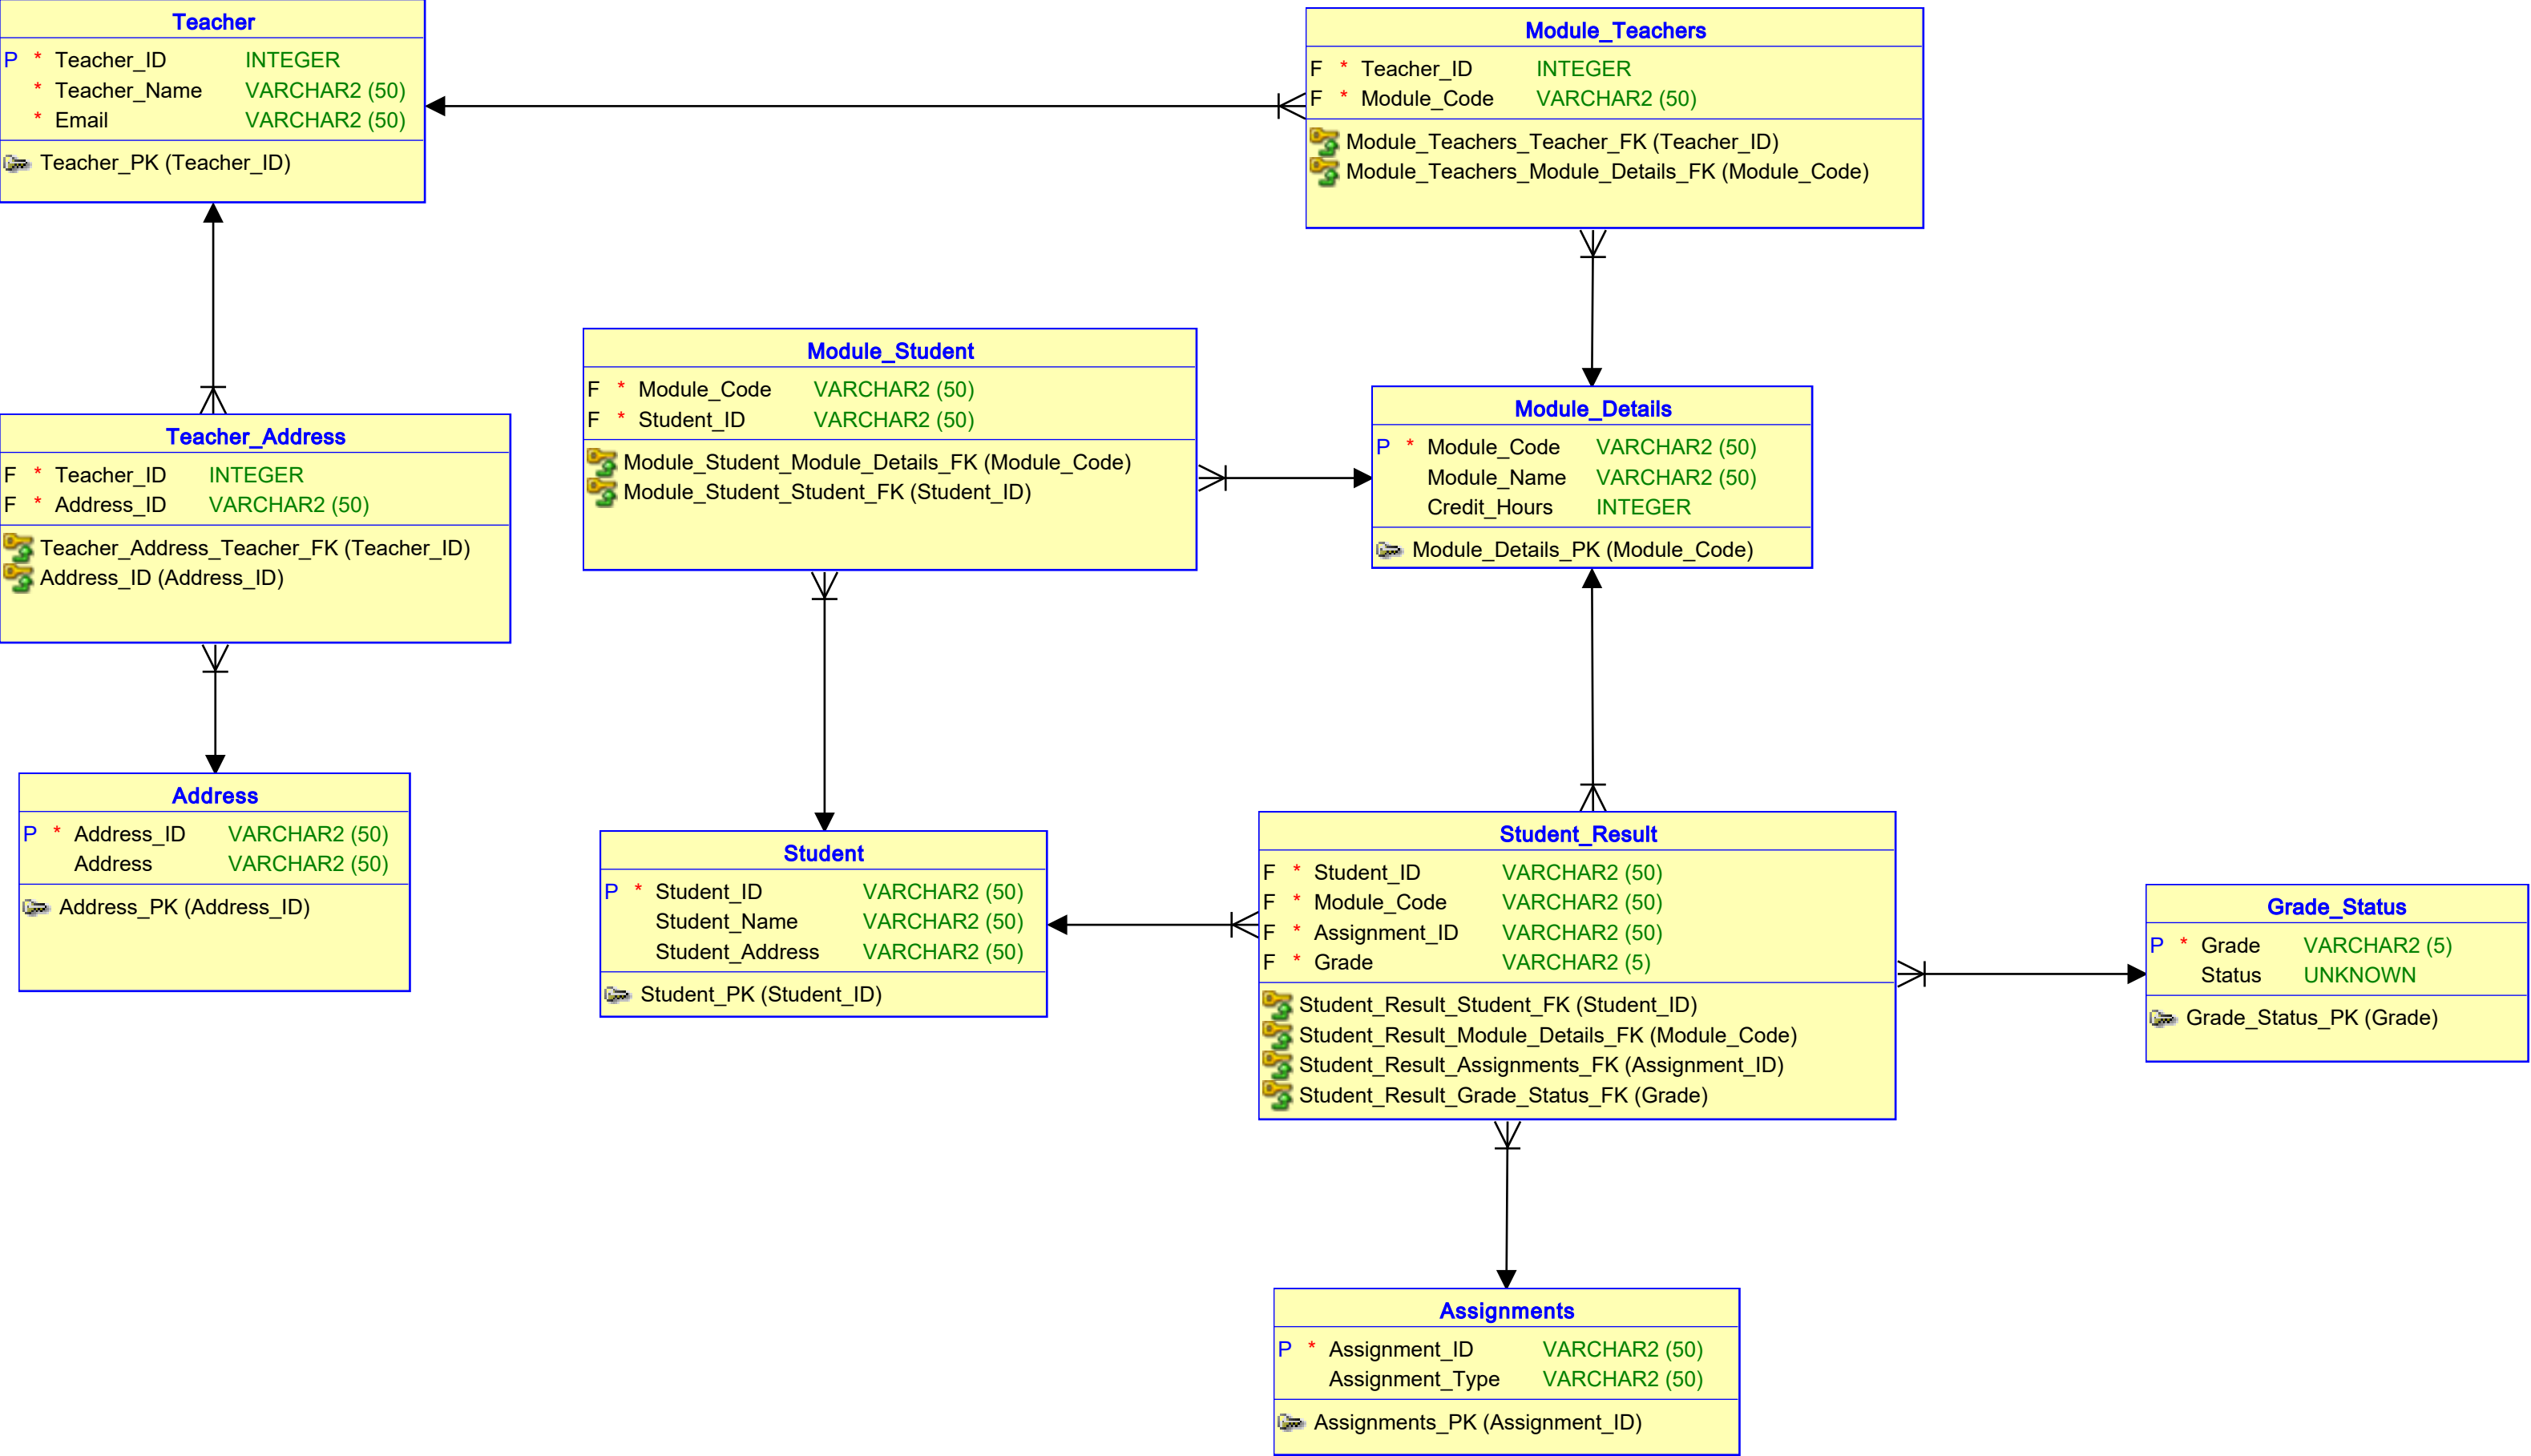 Teacher
P * Teacher_ID INTEGER
* Teacher_Name VARCHAR2 (50)
* Email VARCHAR2 (50)
Teacher_PK (Teacher_ID)
Module_Teachers
F * Teacher_ID INTEGER
F * Module_Code VARCHAR2 (50)
Module_Teachers_Teacher_FK (Teacher_ID)
Module_Teachers_Module_Details_FK (Module_Code)
Module_Student
F * Module_Code VARCHAR2 (50)
F * Student_ID VARCHAR2 (50)
Module_Student_Module_Details_FK (Module_Code)
Module_Student_Student_FK (Student_ID)
Module_Details
P * Module_Code VARCHAR2 (50)
Module_Name VARCHAR2 (50)
Credit_Hours INTEGER
Module_Details_PK (Module_Code)
Teacher_Address
F * Teacher_ID INTEGER
F * Address_ID VARCHAR2 (50)
Teacher_Address_Teacher_FK (Teacher_ID)
Address_ID (Address_ID)
Address
P * Address_ID VARCHAR2 (50)
Address VARCHAR2 (50)
Address_PK (Address_ID)
Student
P * Student_ID VARCHAR2 (50)
Student_Name VARCHAR2 (50)
Student_Address VARCHAR2 (50)
Student_PK (Student_ID)
Student_Result
F * Student_ID VARCHAR2 (50)
F * Module_Code VARCHAR2 (50)
F * Assignment_ID VARCHAR2 (50)
F * Grade VARCHAR2 (5)
Student_Result_Student_FK (Student_ID)
Student_Result_Module_Details_FK (Module_Code)
Student_Result_Assignments_FK (Assignment_ID)
Student_Result_Grade_Status_FK (Grade)
Grade_Status
P * Grade VARCHAR2 (5)
Status UNKNOWN
Grade_Status_PK (Grade)
Assignments
P * Assignment_ID VARCHAR2 (50)
Assignment_Type VARCHAR2 (50)
Assignments_PK (Assignment_ID)